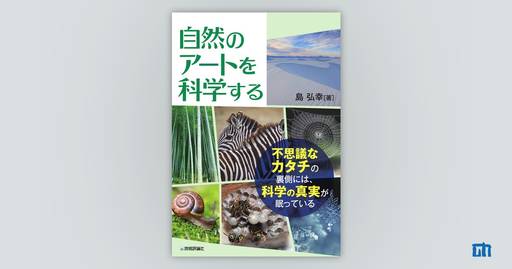 自然の
アートを
科学する
島 弘幸[著]
不思議な
カタチの
裏側には、
科学の真実が
眠っている
技術評論社